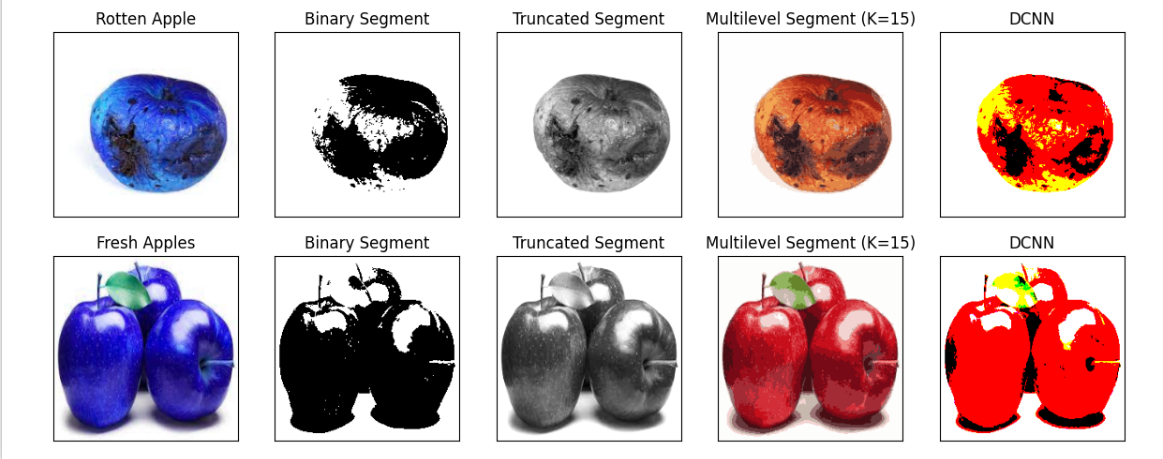 Rotten Apple
Binary Segment
Truncated Segment
Multilevel Segment (K=15)
DCNN
Fresh Apples
Binary Segment
Truncated Segment
Multilevel Segment (K=15)
DCNN